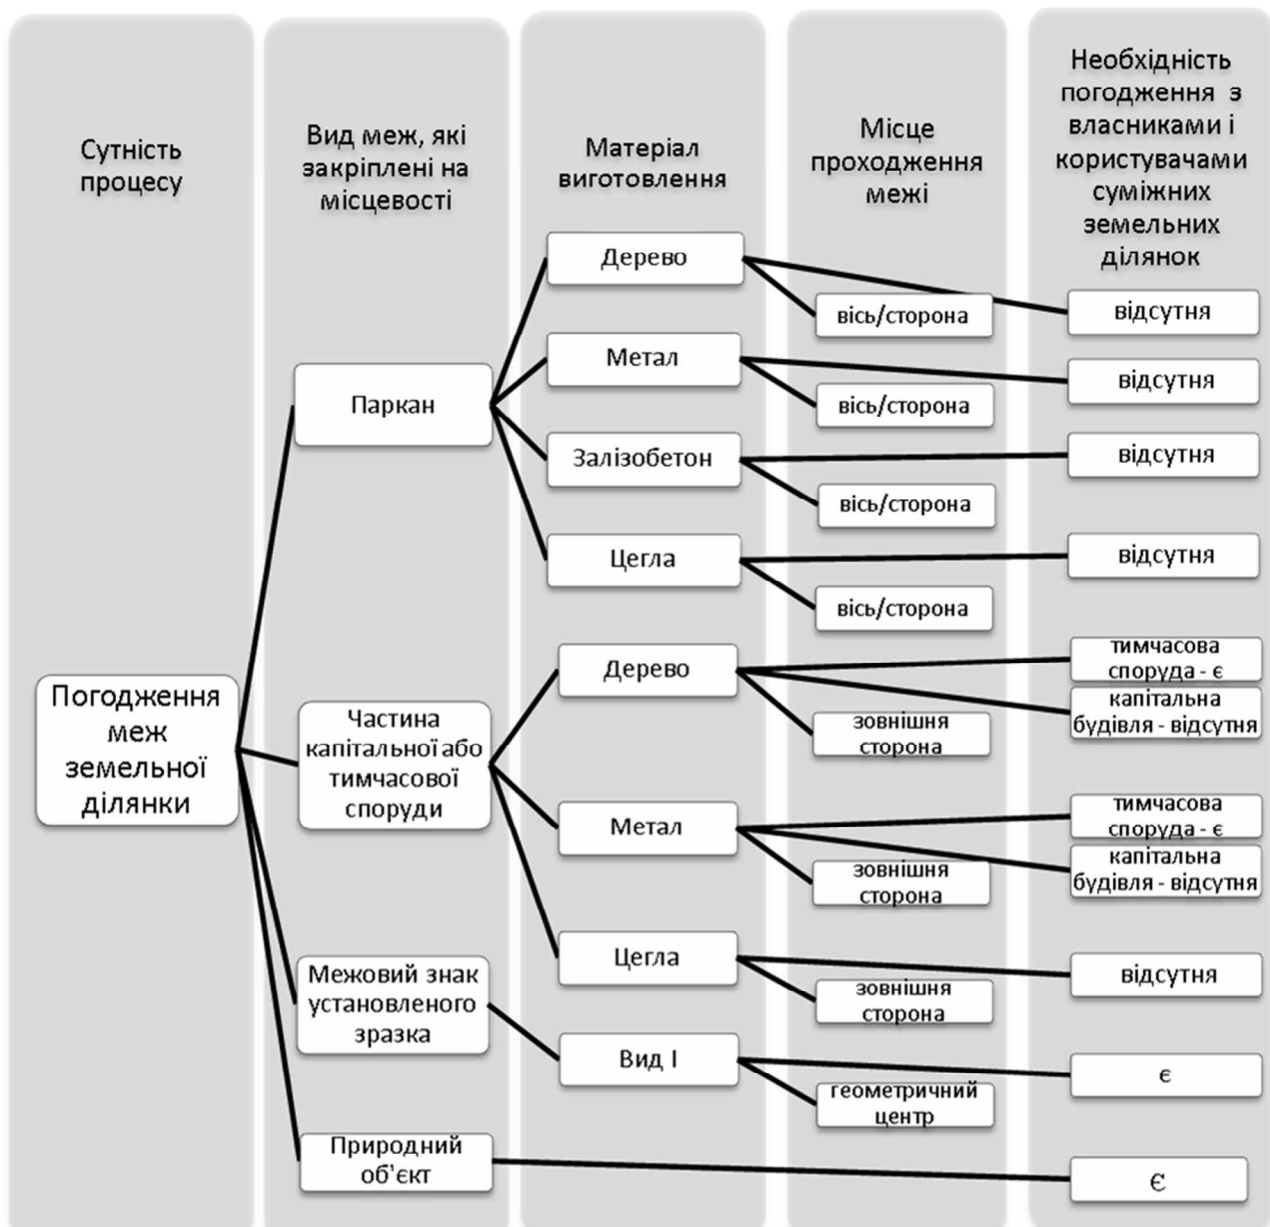 Сутність
процесу
Вид меж, які
закріплені на
місцевості
Матеріал
виготовлення
Місце
проходження
межі
Необхідність
погодження з
власниками і
користувачами
суміжних
земельних
ділянок
Погодження
меж
земельної
ділянки
Паркан
Дерево
вісь/сторона
відсутня
Метал
вісь/сторона
відсутня
Залізобетон
вісь/сторона
відсутня
Цегла
вісь/сторона
відсутня
Частина
капітальної або
тимчасової
споруди
Дерево
зовнішня
сторона
тимчасова
споруда - є
капітальна
будівля - відсутня
Метал
зовнішня
сторона
тимчасова
споруда - є
капітальна
будівля - відсутня
Цегла
зовнішня
сторона
відсутня
Межовий знак
установленого
зразка
Вид І
геометричний
центр
є
Природний
об'єкт
Є